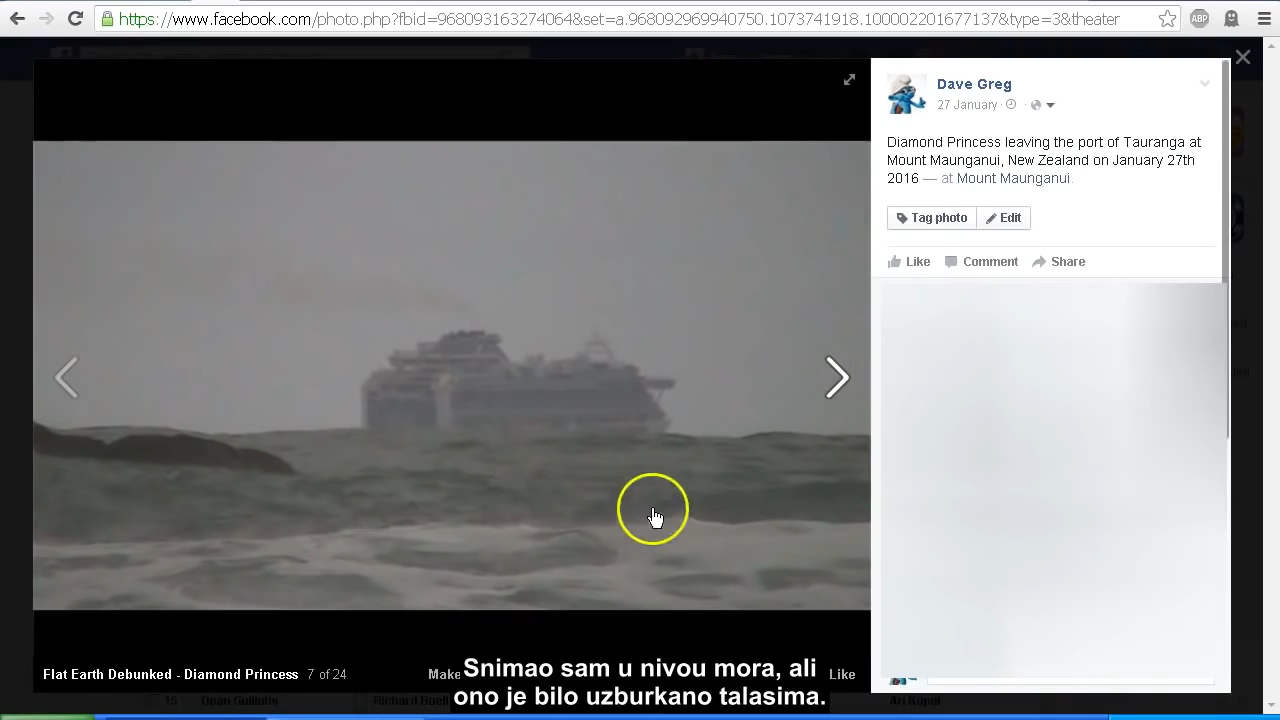 https://www.facebook.com/photo.php?fbid=968093163274064&set=a.968092969940750.1073741918.100002201677137&type=3&theater
ABP
Dave Greg
27 January
Diamond Princess leaving the port of Tauranga at
Mount Maunganui, New Zealand on January 27th
2016 — at Mount Maunganui.
Tag photo
Edit
Like
Comment
Share
Flat Earth Debunked - Diamond Princess 7 of 24
Make
Like
Snimao sam u nivou mora, ali
ono je bilo uzburkano talasima.
15